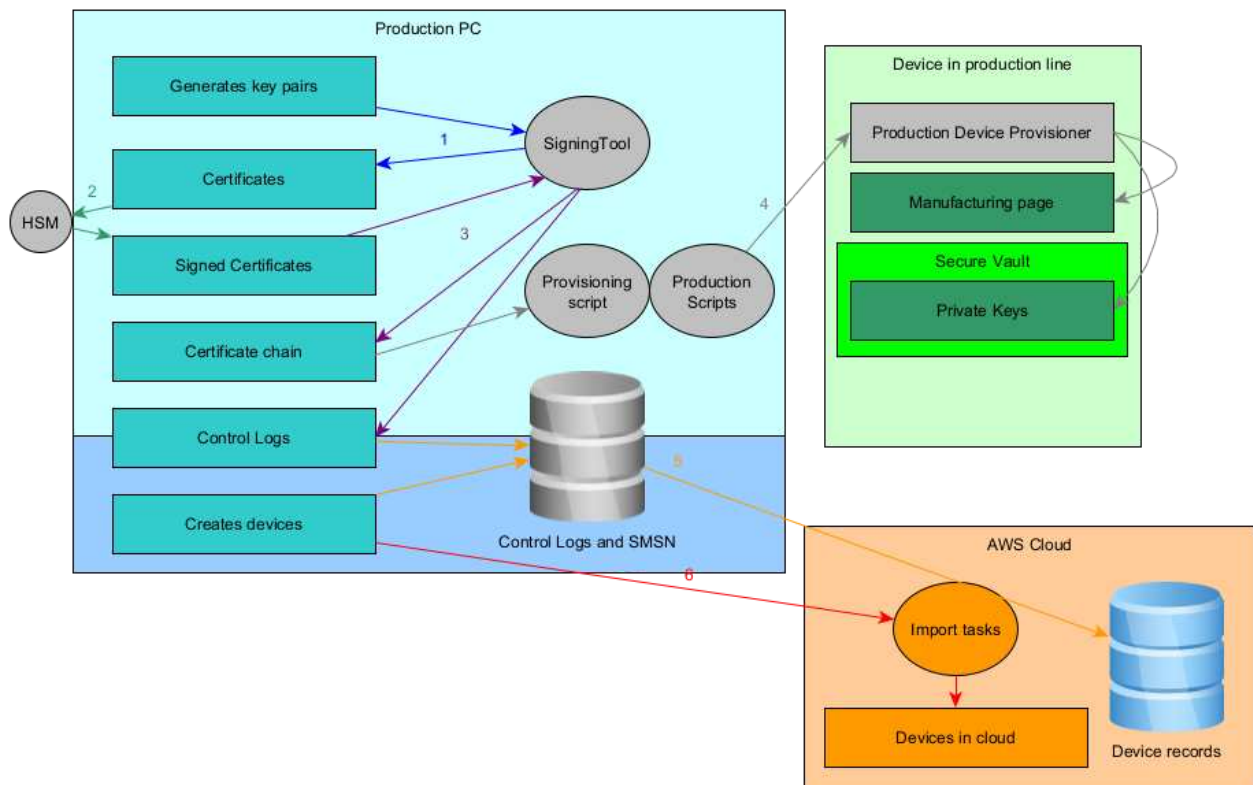 Production PC
Generates key pairs
1
SigningTool
Certificates
2
HSM
Signed Certificates
3
Provisioning
script
Production
Scripts
4
Certificate chain
Control Logs
Creates devices
Control Logs and SMSN
5
6
Device in production line
Production Device Provisioner
Manufacturing page
Secure Vault
Private Keys
AWS Cloud
Import tasks
Devices in cloud
Device records